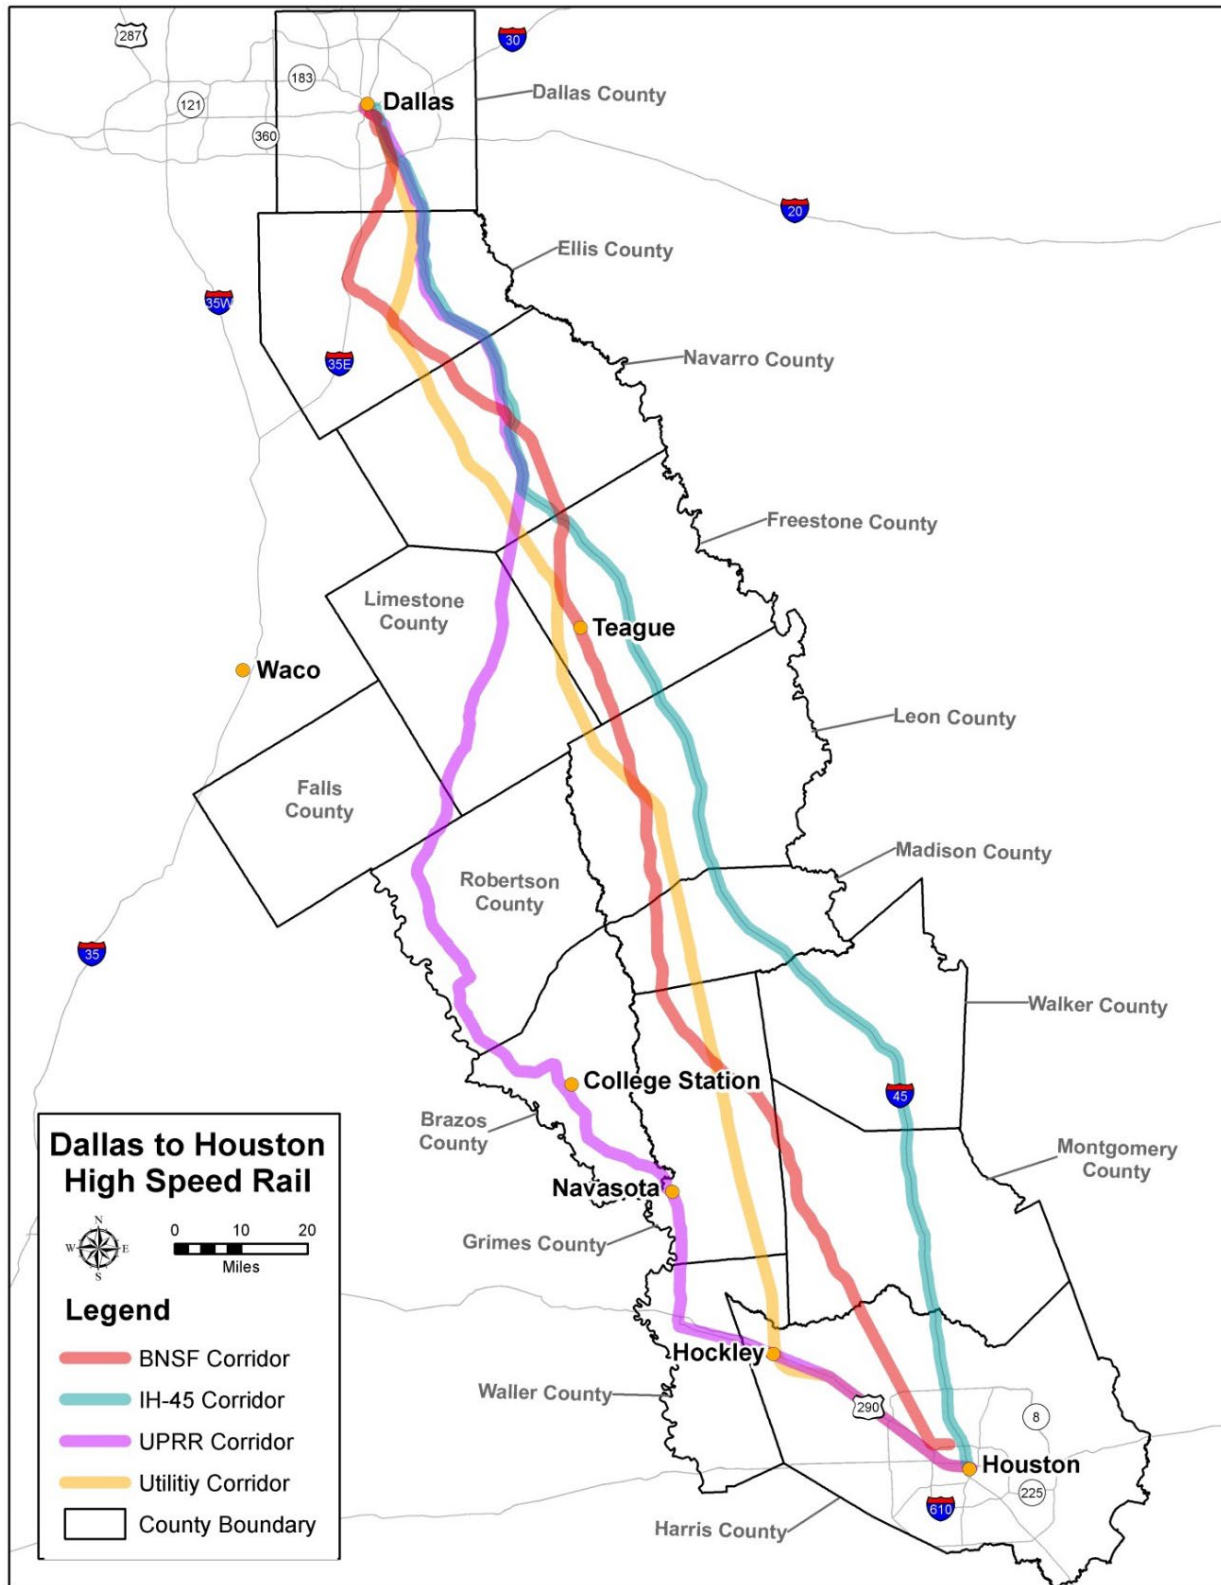 287
30
183
Dallas County
121
Dallas
360
20
Ellis County
35W
Navarro County
35E
Freestone County
Limestone
County
Teague
Waco
Leon County
Falls
County
Madison County
Robertson
County
35
Walker County
College Station
45
Brazos
County
Montgomery
County
Navasota
Grimes County
Hockley
Waller County
290
8
Houston
225
610
Harris County
Dallas to Houston
High Speed Rail
N
W E
S
0 10 20
Miles
Legend
BNSF Corridor
IH-45 Corridor
UPRR Corridor
Utilitiy Corridor
County Boundary